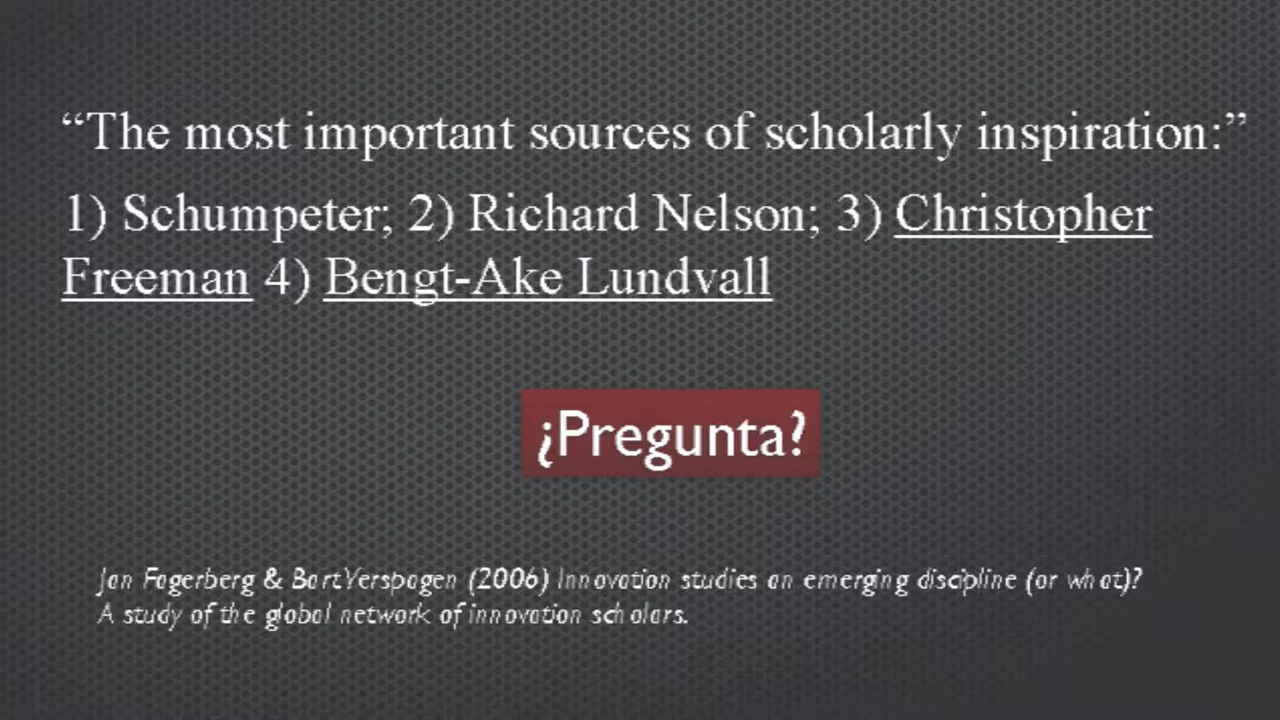 “The most important sources of scholarly inspiration:”
1) Schumpeter; 2) Richard Nelson; 3) Christopher
Freeman 4) Bengt-Ake Lundvall
¿Pregunta?
Jan Fagerberg & Bart Verspagen (2006) Innovation studies an emerging discipline (or what)?
A study of the global network of innovation scholars.